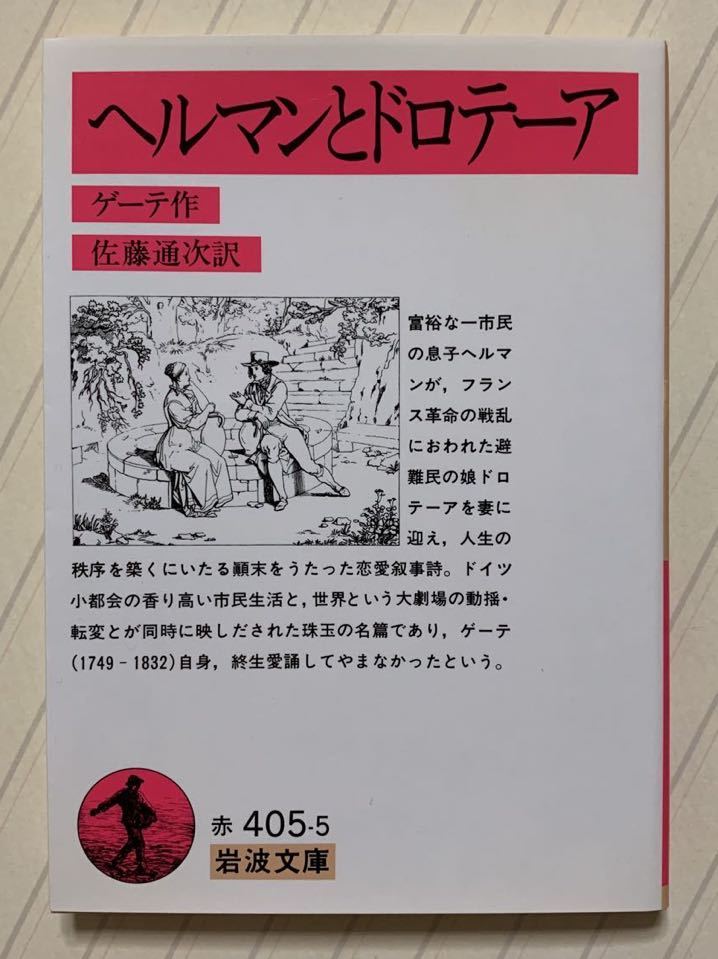 ヘルマンとドロテーア
ゲーテ作
佐藤通次訳
富裕な一市民
の息子ヘルマ
ンが，フラン
ス革命の戦乱
におわれた避
難民の娘ドロ
テーアを妻に
迎え，人生の
秩序を築くにいたる顚末をうたった恋愛叙事詩。ドイツ
小都会の香り高い市民生活と，世界という大劇場の動揺・
転変とが同時に映しだされた珠玉の名篇であり，ゲーテ
(1749－1832)自身，終生愛誦してやまなかったという。
赤 405-5
岩波文庫